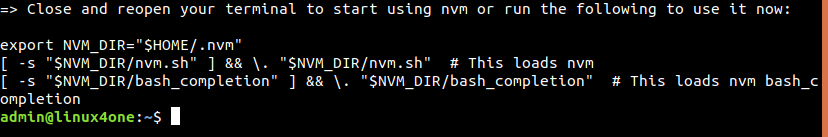 => Close and reopen your terminal to start using nvm or run the following to use it now:
export NVM_DIR="$HOME/.nvm"
[ -s "$NVM_DIR/nvm.sh" ] && \. "$NVM_DIR/nvm.sh"  # This loads nvm
[ -s "$NVM_DIR/bash_completion" ] && \. "$NVM_DIR/bash_completion"  # This loads nvm bash_c
ompletion
admin@linux4one:~$